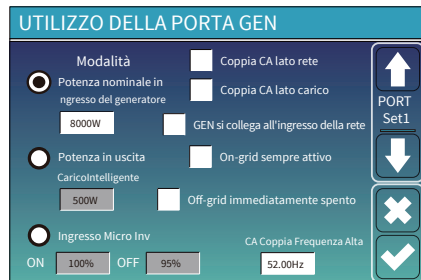 UTILIZZO DELLA PORTA GEN
Modalità
Coppia CA lato rete
Potenza nominale in
ngresso del generatore
Coppia CA lato carico
8000W
GEN si collega all'ingresso della rete
PORT
Set1
Potenza in uscita
On-grid sempre attivo
CaricoIntelligente
500W
Off-grid immediatamente spento
Ingresso Micro Inv
CA Coppia Frequenza Alta
ON 100% OFF 95%
52.00Hz